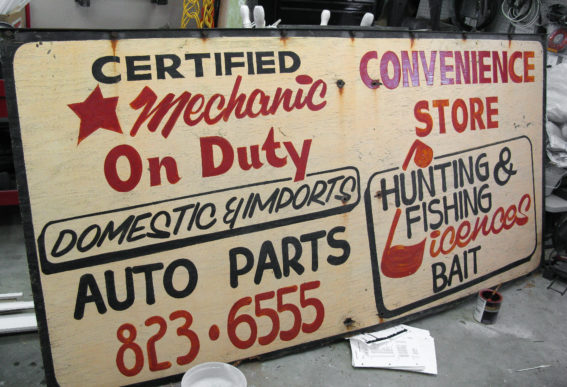 CERTIFIED
Mechanic
On Duty
DOMESTIC & IMPORTS
AUTO PARTS
823·6555
CONVENIENCE
STORE
HUNTING &
FISHING
Licences
BAIT